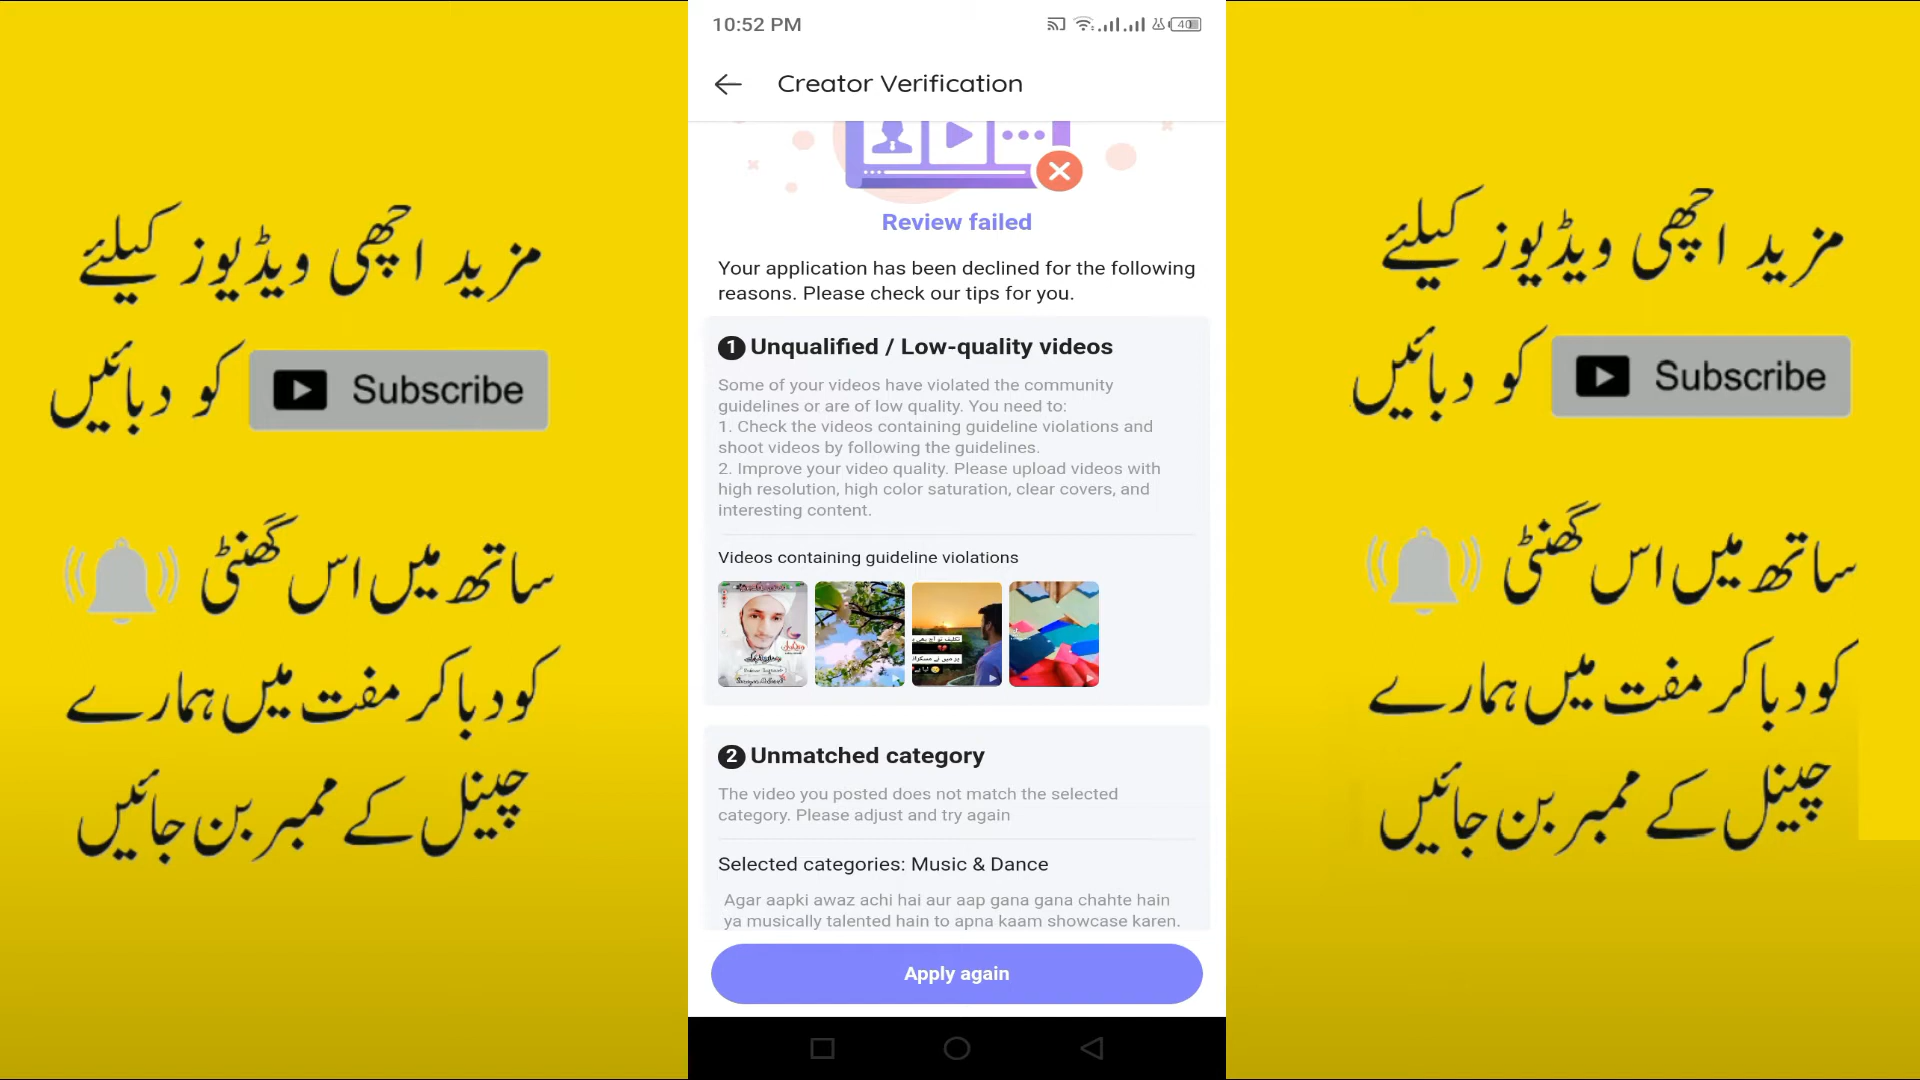 مزید اچھی ویڈیوز کیلئے
Subscribe کو دبائیں
ساتھ میں اس گھنٹی
کو دبا کر مفت میں ہمارے
چینل کے ممبر بن جائیں
10:52 PM
40
Creator Verification
Review failed
Your application has been declined for the following
reasons. Please check our tips for you.
1 Unqualified / Low-quality videos
Some of your videos have violated the community
guidelines or are of low quality. You need to:
1. Check the videos containing guideline violations and
shoot videos by following the guidelines.
2. Improve your video quality. Please upload videos with
high resolution, high color saturation, clear covers, and
interesting content.
Videos containing guideline violations
2 Unmatched category
The video you posted does not match the selected
category. Please adjust and try again
Selected categories: Music & Dance
Agar aapki awaz achi hai aur aap gana gana chahte hain
ya musically talented hain to apna kaam showcase karen.
Apply again
مزید اچھی ویڈیوز کیلئے
Subscribe کو دبائیں
ساتھ میں اس گھنٹی
کو دبا کر مفت میں ہمارے
چینل کے ممبر بن جائیں